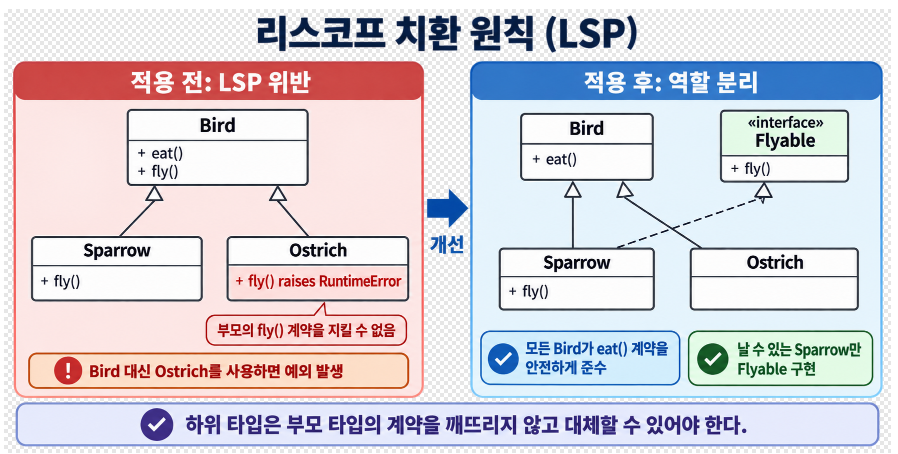 리스코프 치환 원칙 (LSP)
적용 전: LSP 위반
Bird
+ eat()
+ fly()
Sparrow
+ fly()
Ostrich
+ fly() raises RuntimeError
부모의 fly() 계약을 지킬 수 없음
! Bird 대신 Ostrich를 사용하면 예외 발생
개선
적용 후: 역할 분리
Bird
+ eat()
«interface»
Flyable
+ fly()
Sparrow
+ fly()
Ostrich
모든 Bird가 eat() 계약을
안전하게 준수
날 수 있는 Sparrow만
Flyable 구현
하위 타입은 부모 타입의 계약을 깨뜨리지 않고 대체할 수 있어야 한다.